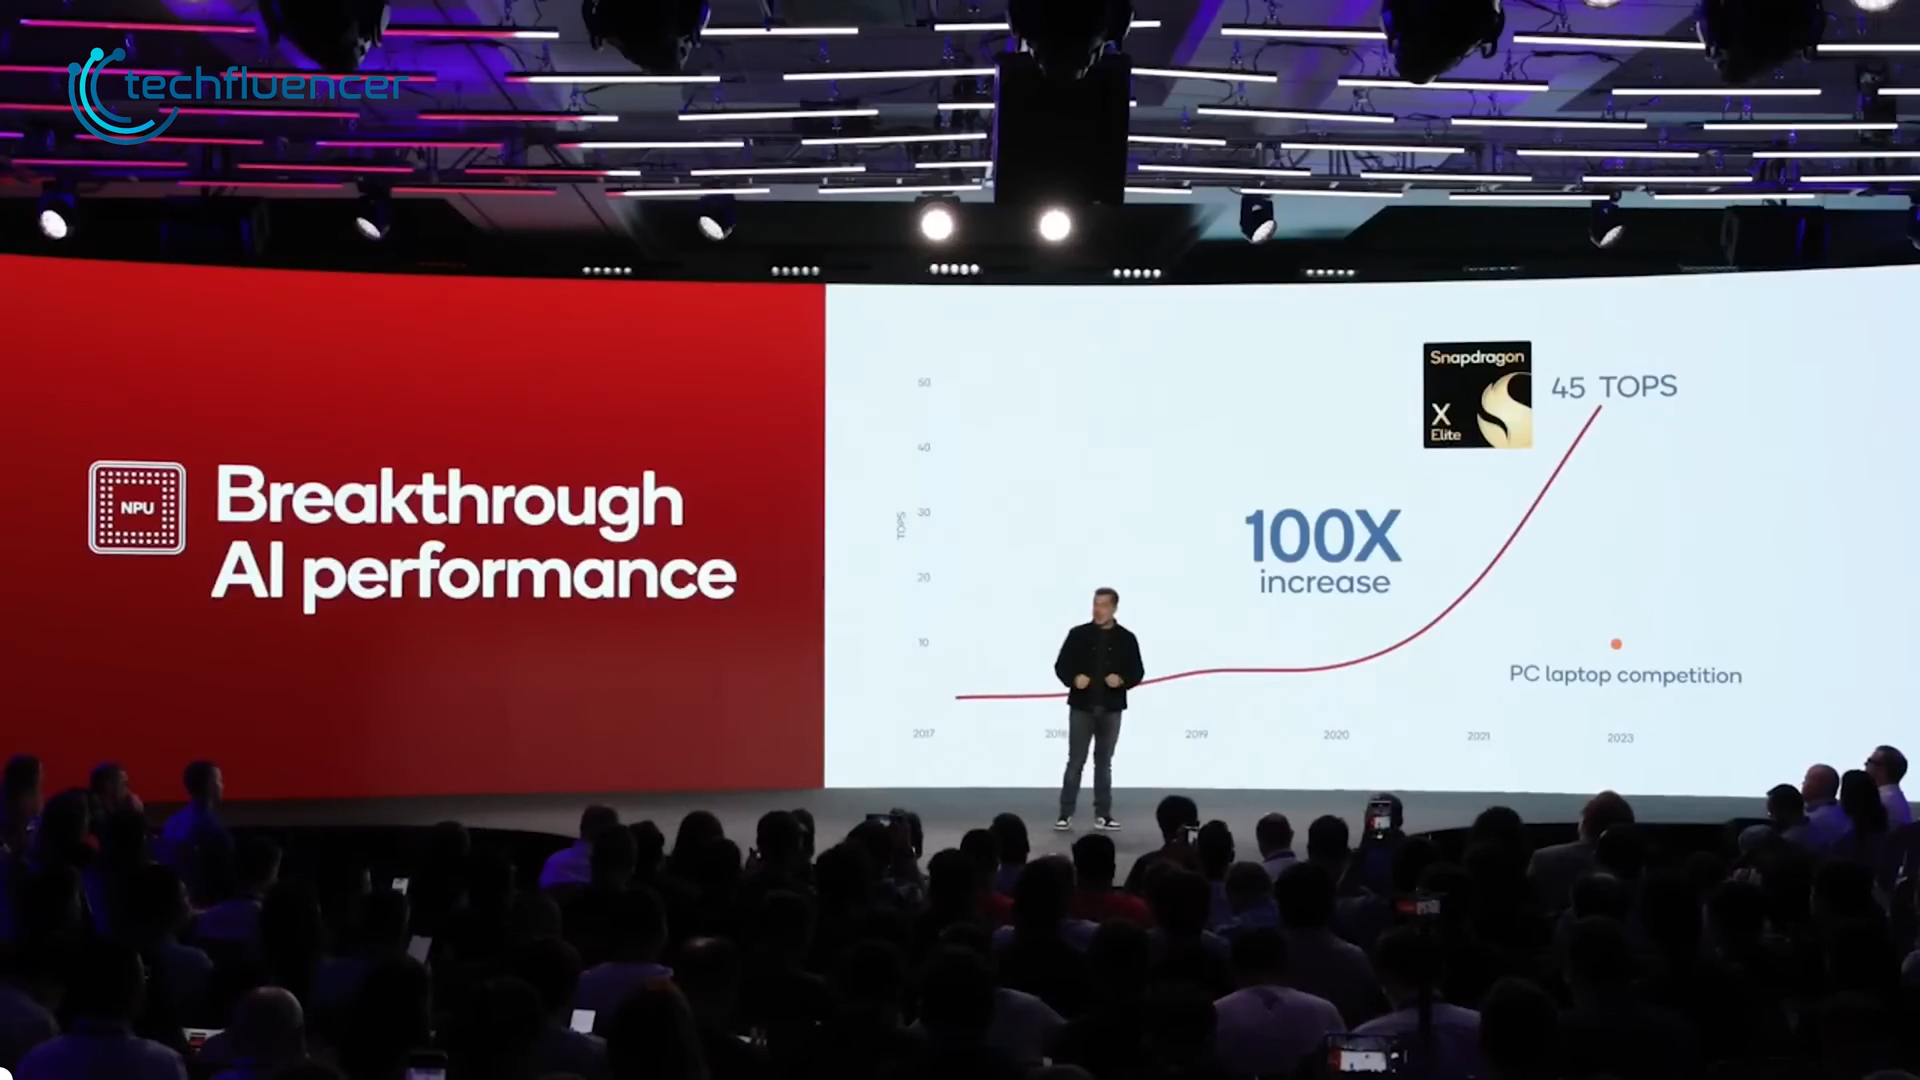 techfluencer
NPU
Breakthrough
AI performance
Snapdragon
X
Elite
45 TOPS
100X
increase
PC laptop competition
TOPS
50
40
30
20
10
2017
2018
2019
2020
2021
2023